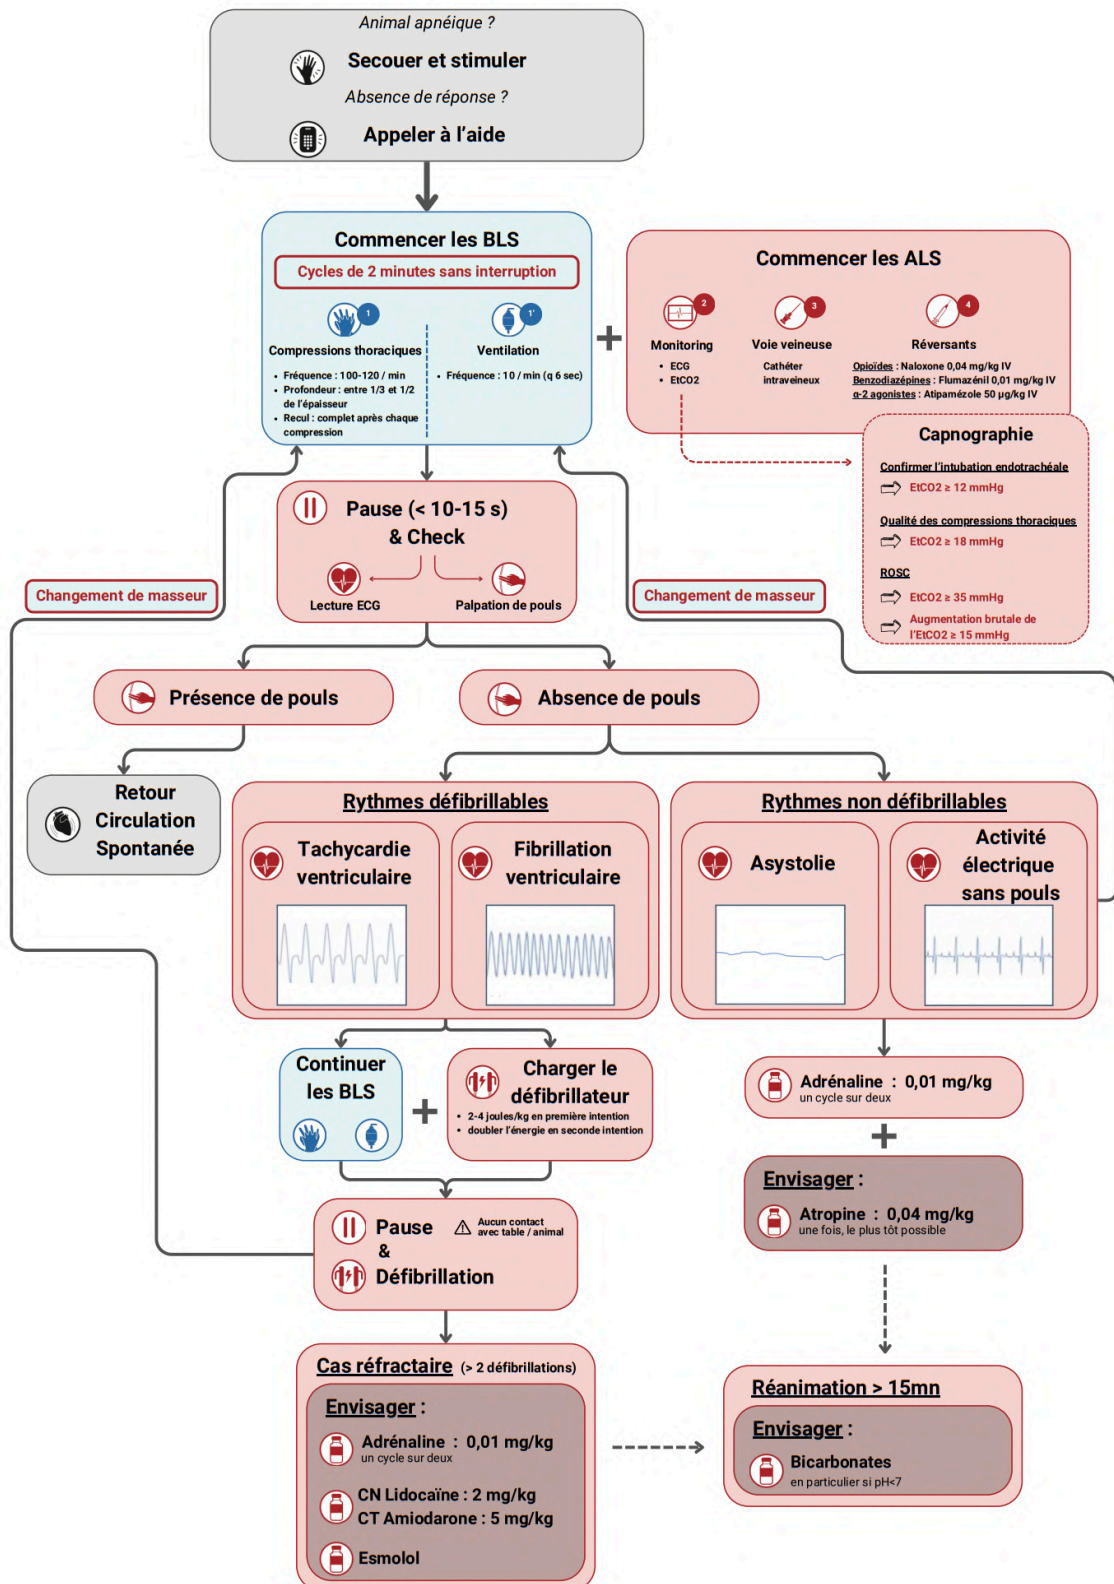 Animal apnéique ?
Secouer et stimuler
Absence de réponse ?
Appeler à l'aide
Commencer les BLS
Cycles de 2 minutes sans interruption
1
Compressions thoraciques
• Fréquence : 100-120 / min
• Profondeur : entre 1/3 et 1/2
de l'épaisseur
• Recul : complet après chaque
compression
1'
Ventilation
• Fréquence : 10 / min (q 6 sec)
+
Commencer les ALS
2
Monitoring
• ECG
• EtCO2
3
Voie veineuse
Cathéter
intraveineux
4
Réversants
Opioïdes : Naloxone 0,04 mg/kg IV
Benzodiazépines : Flumazénil 0,01 mg/kg IV
α-2 agonistes : Atipamézole 50 µg/kg IV
Capnographie
Confirmer l'intubation endotrachéale
EtCO2 ≥ 12 mmHg
Qualité des compressions thoraciques
EtCO2 ≥ 18 mmHg
ROSC
EtCO2 ≥ 35 mmHg
Augmentation brutale de
l'EtCO2 ≥ 15 mmHg
Pause (< 10-15 s)
& Check
Lecture ECG
Palpation de pouls
Changement de masseur
Changement de masseur
Présence de pouls
Absence de pouls
Retour
Circulation
Spontanée
Rythmes défibrillables
Tachycardie
ventriculaire
Fibrillation
ventriculaire
Rythmes non défibrillables
Asystolie
Activité
électrique
sans pouls
Continuer
les BLS
+
Charger le
défibrillateur
• 2-4 joules/kg en première intention
• doubler l'énergie en seconde intention
Adrénaline : 0,01 mg/kg
un cycle sur deux
+
Envisager :
Atropine : 0,04 mg/kg
une fois, le plus tôt possible
Pause
&
Défibrillation
Aucun contact
avec table / animal
Cas réfractaire (> 2 défibrillations)
Envisager :
Adrénaline : 0,01 mg/kg
un cycle sur deux
CN Lidocaïne : 2 mg/kg
CT Amiodarone : 5 mg/kg
Esmolol
Réanimation > 15mn
Envisager :
Bicarbonates
en particulier si pH<7